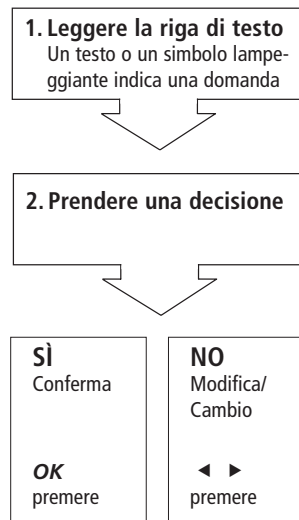 1. Leggere la riga di testo
Un testo o un simbolo lampe-
ggiante indica una domanda
2. Prendere una decisione
SÌ
Conferma
OK
premere
NO
Modifica/
Cambio
◄ ►
premere